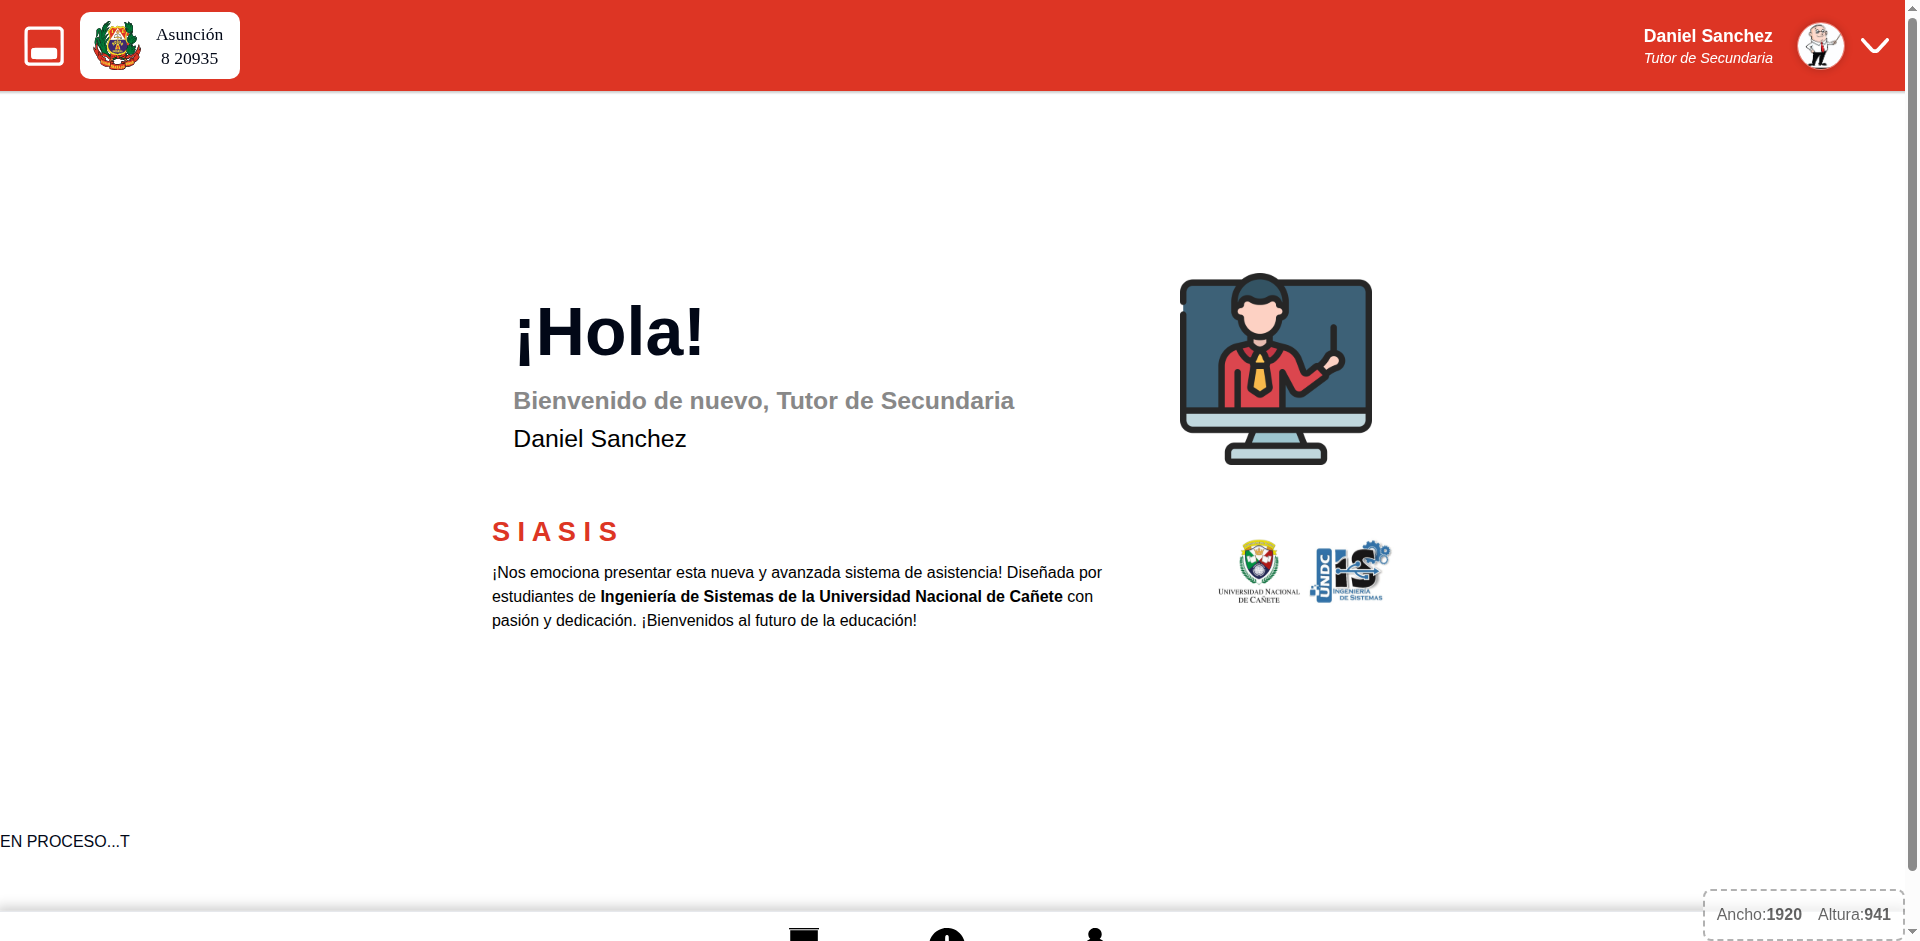 Asunción
8 20935
Daniel Sanchez
Tutor de Secundaria
¡Hola!
Bienvenido de nuevo, Tutor de Secundaria
Daniel Sanchez
SIASIS
¡Nos emociona presentar esta nueva y avanzada sistema de asistencia! Diseñada por
estudiantes de Ingeniería de Sistemas de la Universidad Nacional de Cañete con
pasión y dedicación. ¡Bienvenidos al futuro de la educación!
UNIVERSIDAD NACIONAL
DE CAÑETE
UNDC
IS
INGENIERÍA
DE SISTEMAS
EN PROCESO...T
Ancho:1920 Altura:941